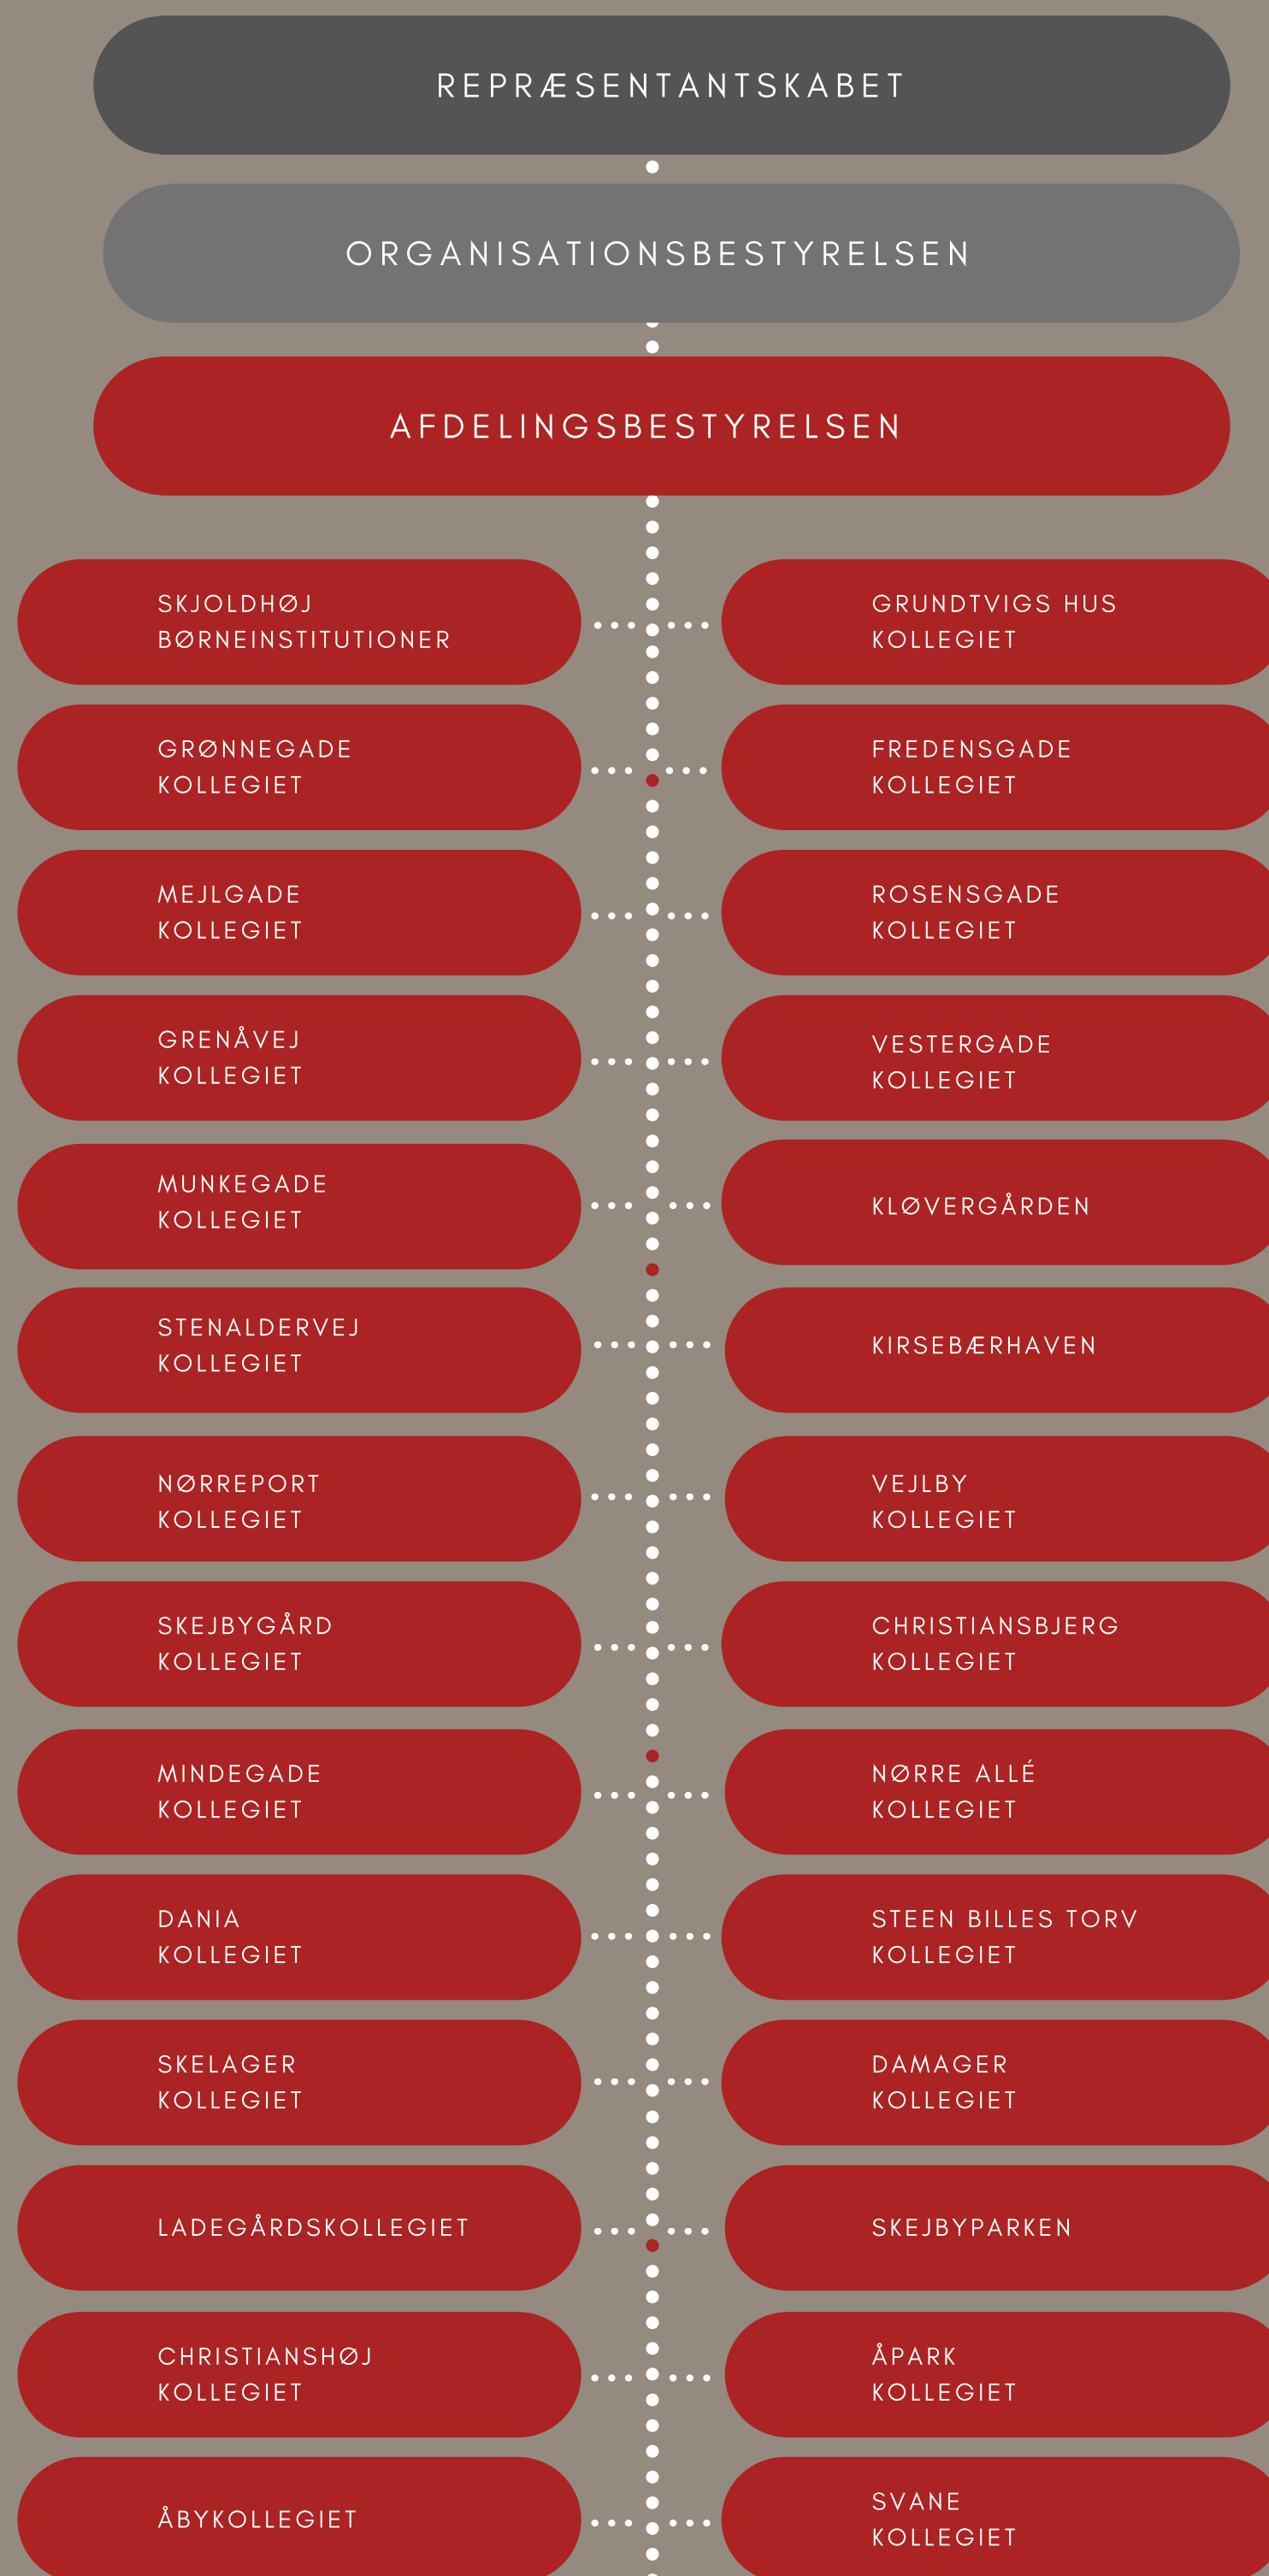 REPRÆSENTANTSKABET
ORGANISATIONSBESTYRELSEN
AFDELINGSBESTYRELSEN
SKJOLDHØJ
BØRNEINSTITUTIONER
GRUNDTVIGS HUS
KOLLEGIET
GRØNNEGADE
KOLLEGIET
FREDENSGADE
KOLLEGIET
MEJLGADE
KOLLEGIET
ROSENSGADE
KOLLEGIET
GRENÅVEJ
KOLLEGIET
VESTERGADE
KOLLEGIET
MUNKEGADE
KOLLEGIET
KLØVERGÅRDEN
STENALDERVEJ
KOLLEGIET
KIRSEBÆRHAVEN
NØRREPORT
KOLLEGIET
VEJLBY
KOLLEGIET
SKEJBYGÅRD
KOLLEGIET
CHRISTIANSBJERG
KOLLEGIET
MINDEGADE
KOLLEGIET
NØRRE ALLÉ
KOLLEGIET
DANIA
KOLLEGIET
STEEN BILLES TORV
KOLLEGIET
SKELAGER
KOLLEGIET
DAMAGER
KOLLEGIET
LADEGÅRDSKOLLEGIET
SKEJBYPARKEN
CHRISTIANSHØJ
KOLLEGIET
ÅPARK
KOLLEGIET
ÅBYKOLLEGIET
SVANE
KOLLEGIET